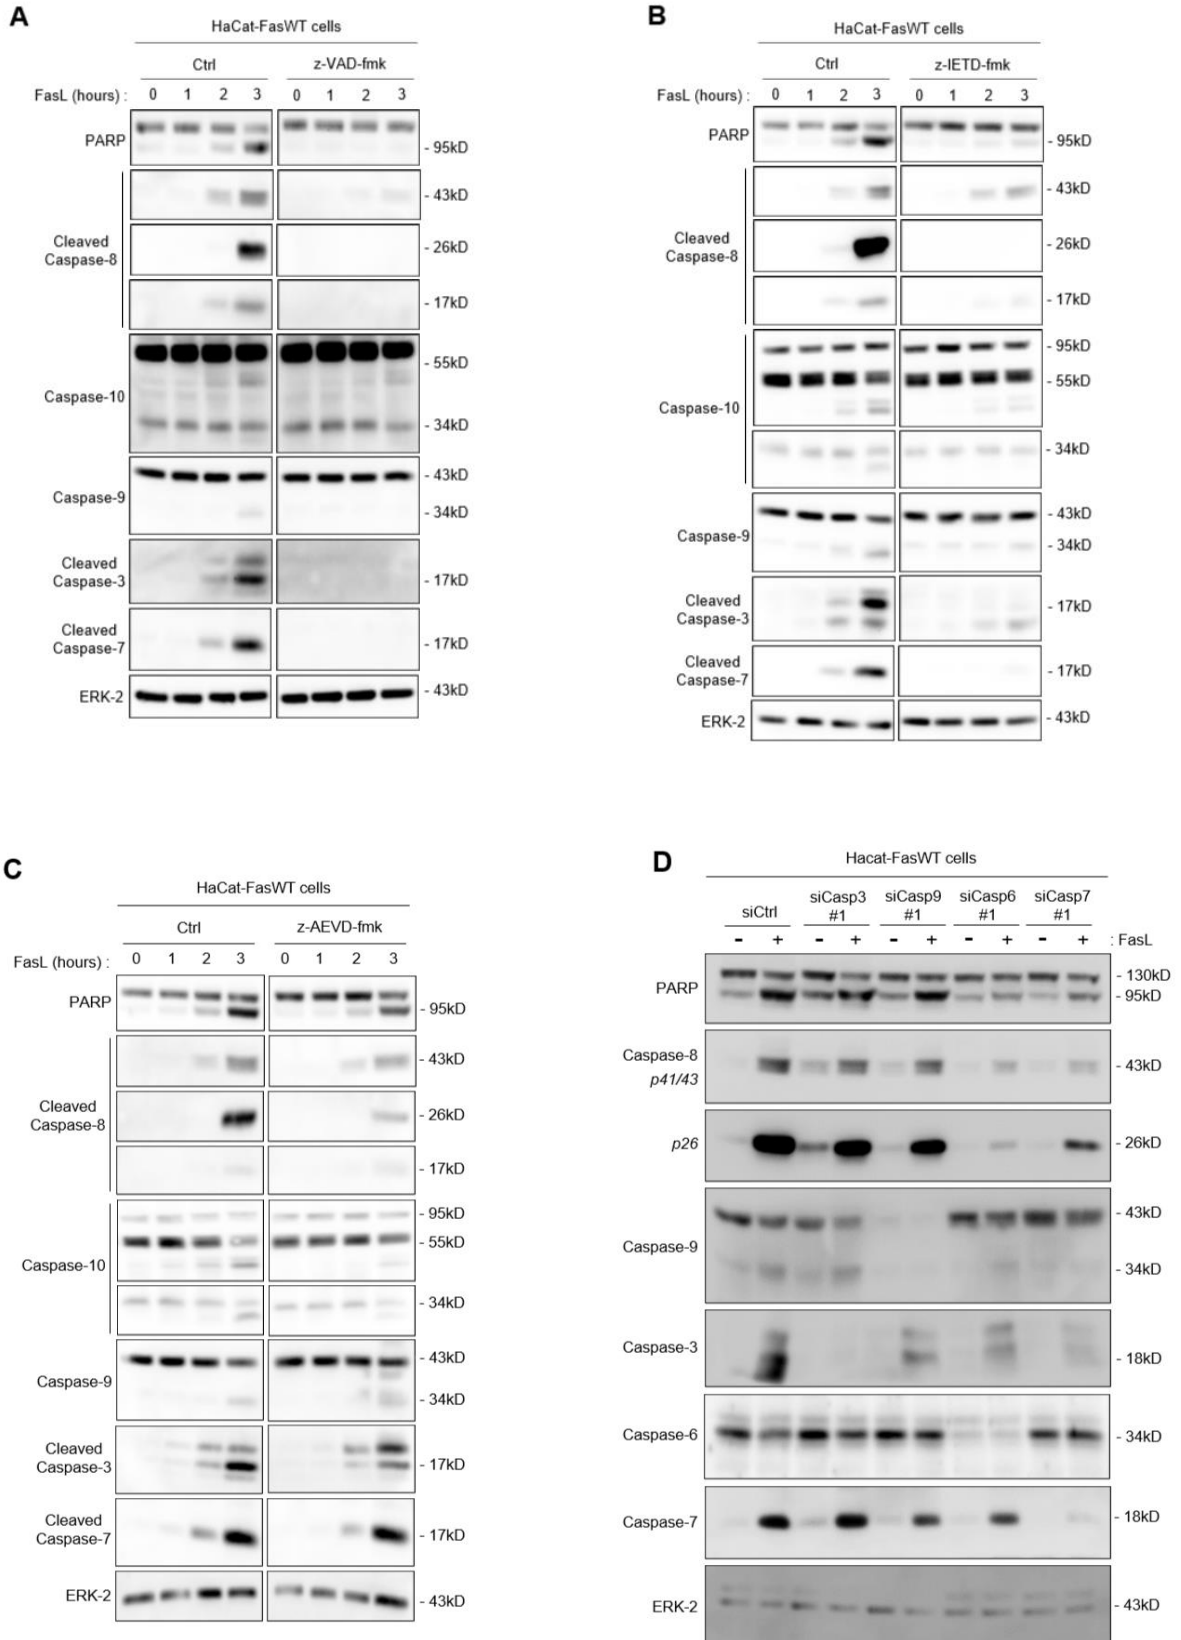 A
HaCat-FasWT cells
Ctrl z-VAD-fmk
FasL (hours) : 0 1 2 3 0 1 2 3
PARP - 95kD
- 43kD
Cleaved
Caspase-8
- 26kD
- 17kD
- 55kD
Caspase-10
- 34kD
- 43kD
Caspase-9
- 34kD
Cleaved
Caspase-3 - 17kD
Cleaved
Caspase-7 - 17kD
ERK-2 - 43kD
B
HaCat-FasWT cells
Ctrl z-IETD-fmk
FasL (hours) : 0 1 2 3 0 1 2 3
PARP - 95kD
- 43kD
Cleaved
Caspase-8
- 26kD
- 17kD
- 95kD
- 55kD
Caspase-10
- 34kD
- 43kD
Caspase-9
- 34kD
Cleaved
Caspase-3
- 17kD
Cleaved
Caspase-7
- 17kD
ERK-2 - 43kD
C
HaCat-FasWT cells
Ctrl z-AEVD-fmk
FasL (hours) : 0 1 2 3 0 1 2 3
PARP - 95kD
- 43kD
Cleaved
Caspase-8
- 26kD
- 17kD
- 95kD
- 55kD
Caspase-10
- 34kD
- 43kD
Caspase-9
- 34kD
Cleaved
Caspase-3 - 17kD
Cleaved
Caspase-7
- 17kD
ERK-2 - 43kD
D
Hacat-FasWT cells
siCtrl siCasp3 siCasp9 siCasp6 siCasp7
#1 #1 #1 #1
- + - + - + - + - + : FasL
PARP - 130kD
- 95kD
Caspase-8
p41/43
- 43kD
p26 - 26kD
- 43kD
Caspase-9
- 34kD
Caspase-3
- 18kD
Caspase-6 - 34kD
Caspase-7 - 18kD
ERK-2 - 43kD